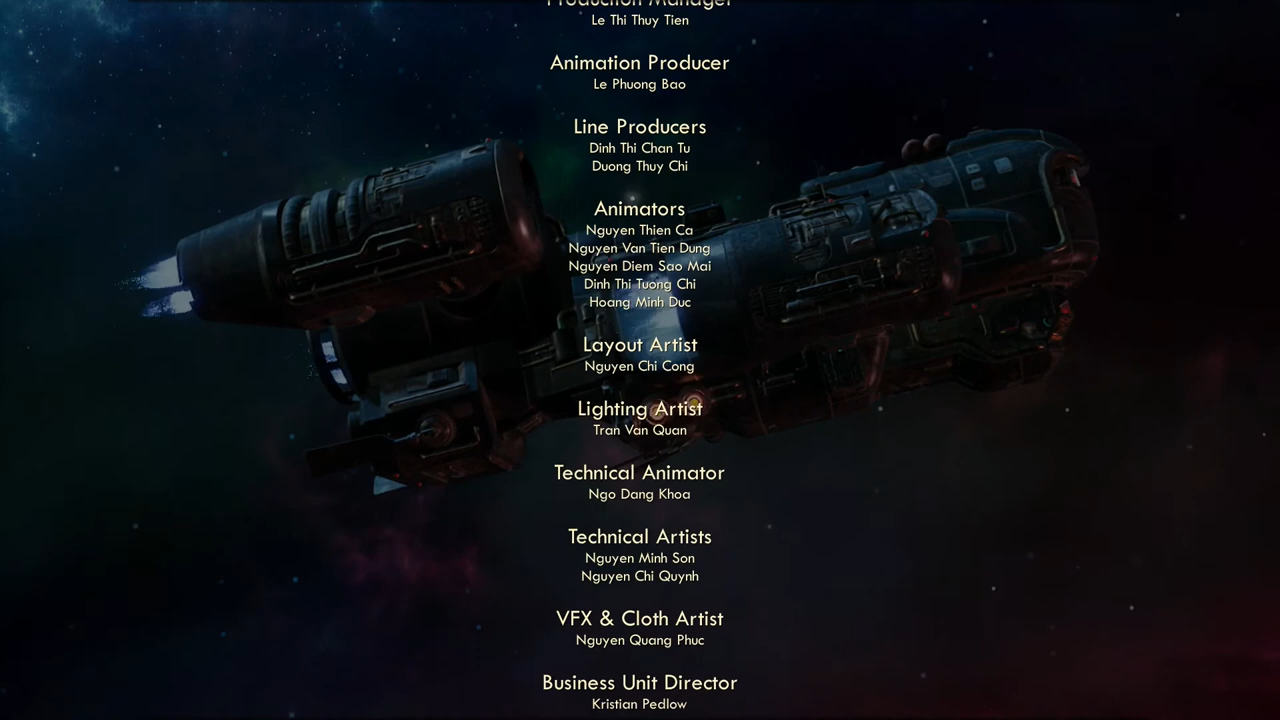 Production Manager
Le Thi Thuy Tien
Animation Producer
Le Phuong Bao
Line Producers
Dinh Thi Chan Tu
Duong Thuy Chi
Animators
Nguyen Thien Ca
Nguyen Van Tien Dung
Nguyen Diem Sao Mai
Dinh Thi Tuong Chi
Hoang Minh Duc
Layout Artist
Nguyen Chi Cong
Lighting Artist
Tran Van Quan
Technical Animator
Ngo Dang Khoa
Technical Artists
Nguyen Minh Son
Nguyen Chi Quynh
VFX & Cloth Artist
Nguyen Quang Phuc
Business Unit Director
Kristian Pedlow